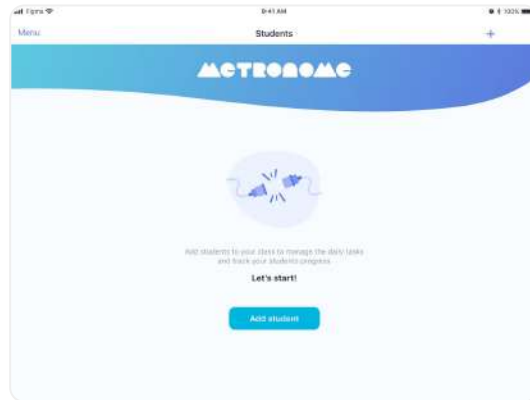 Figma 9:41 AM 100%
Menu Students +
METRONOME
Add students to your class to manage the daily tasks
and track your students progress
Let's start!
Add student